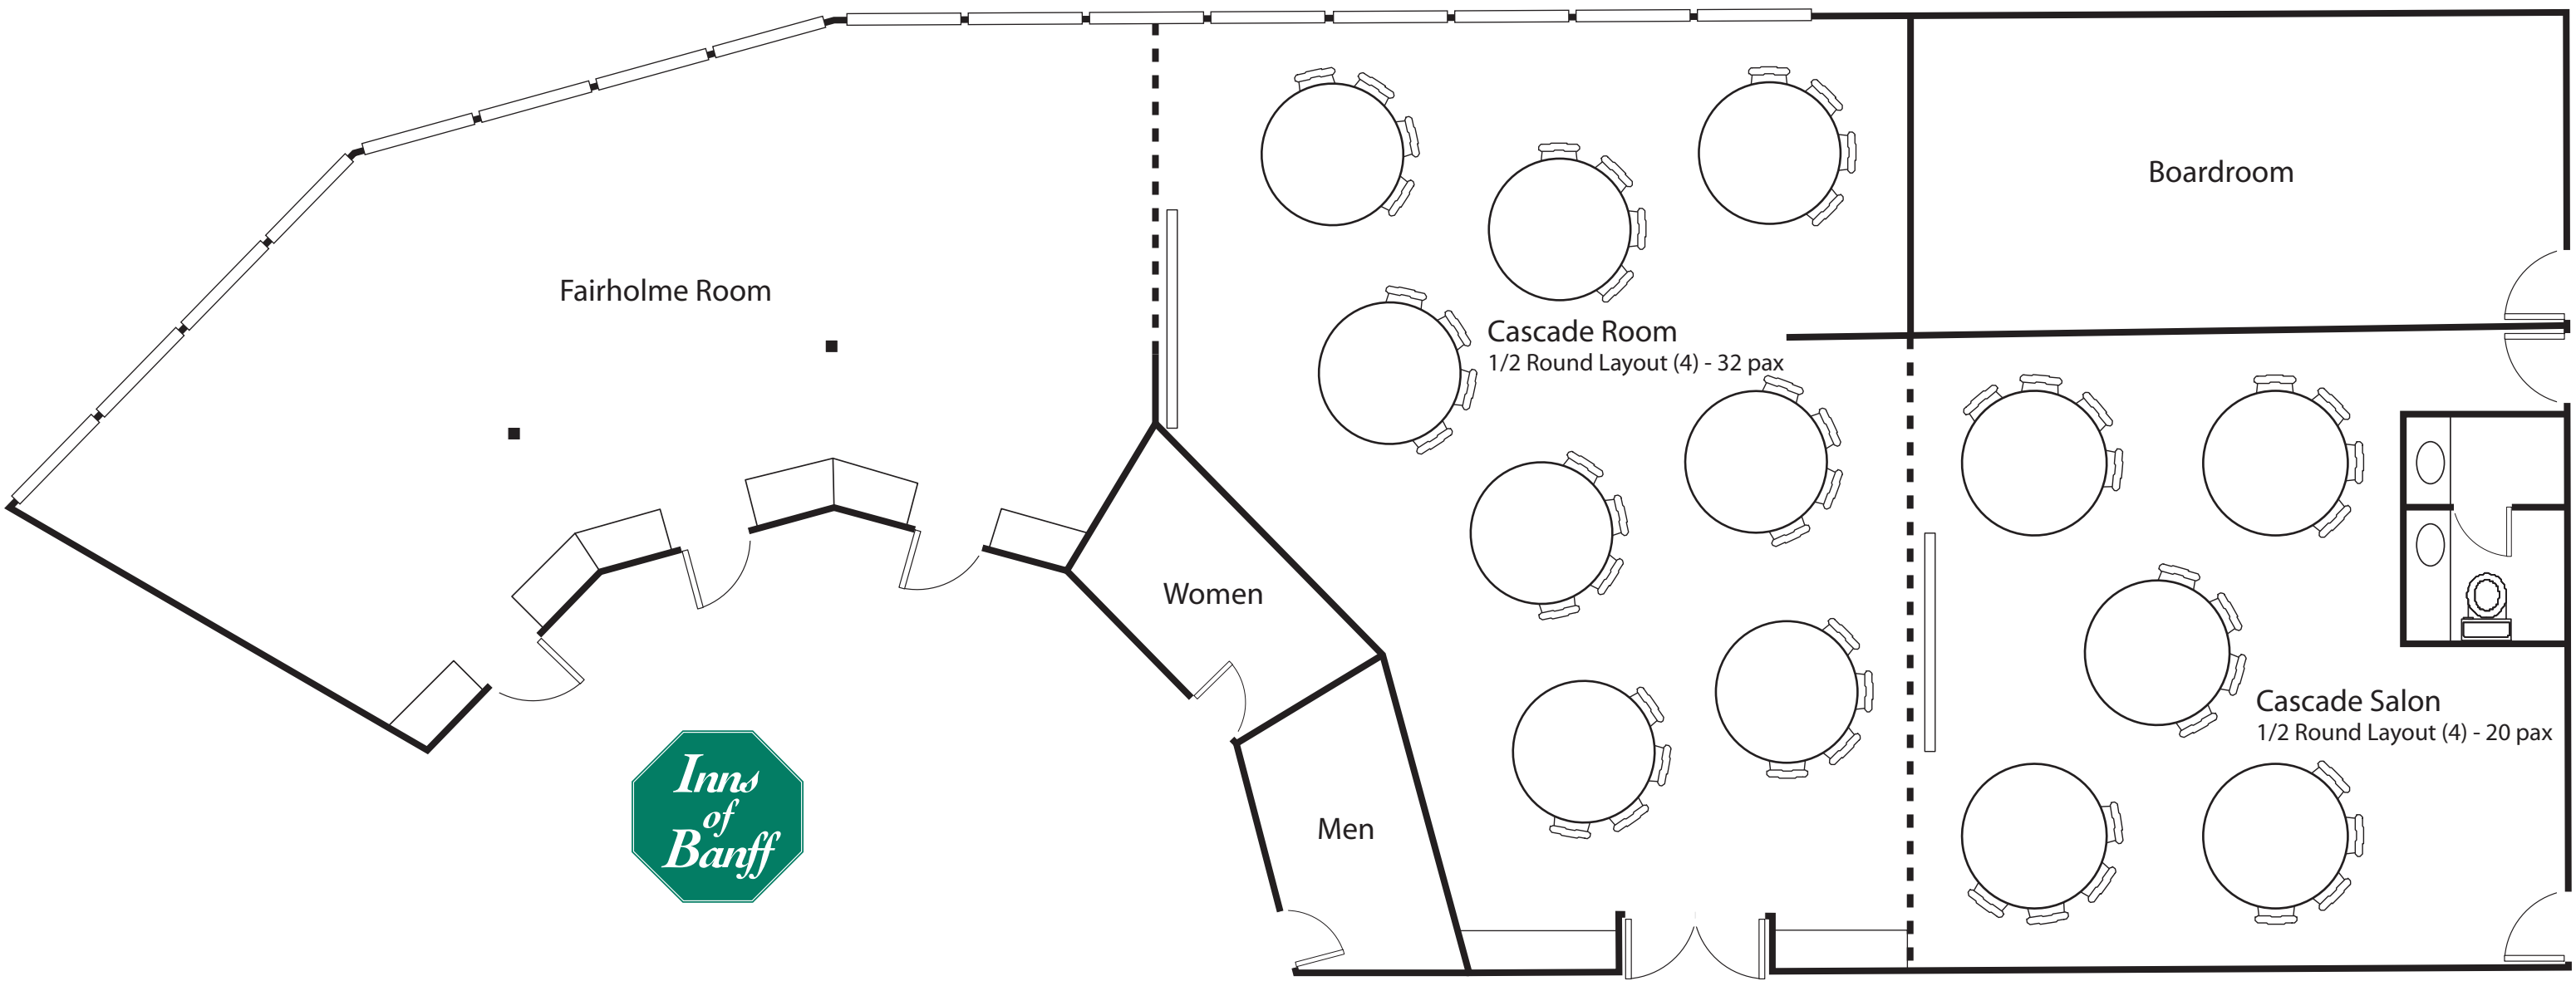 Boardroom
Fairholme Room
Cascade Room
1/2 Round Layout (4) - 32 pax
Women
Cascade Salon
1/2 Round Layout (4) - 20 pax
Inns
of
Banff
Men